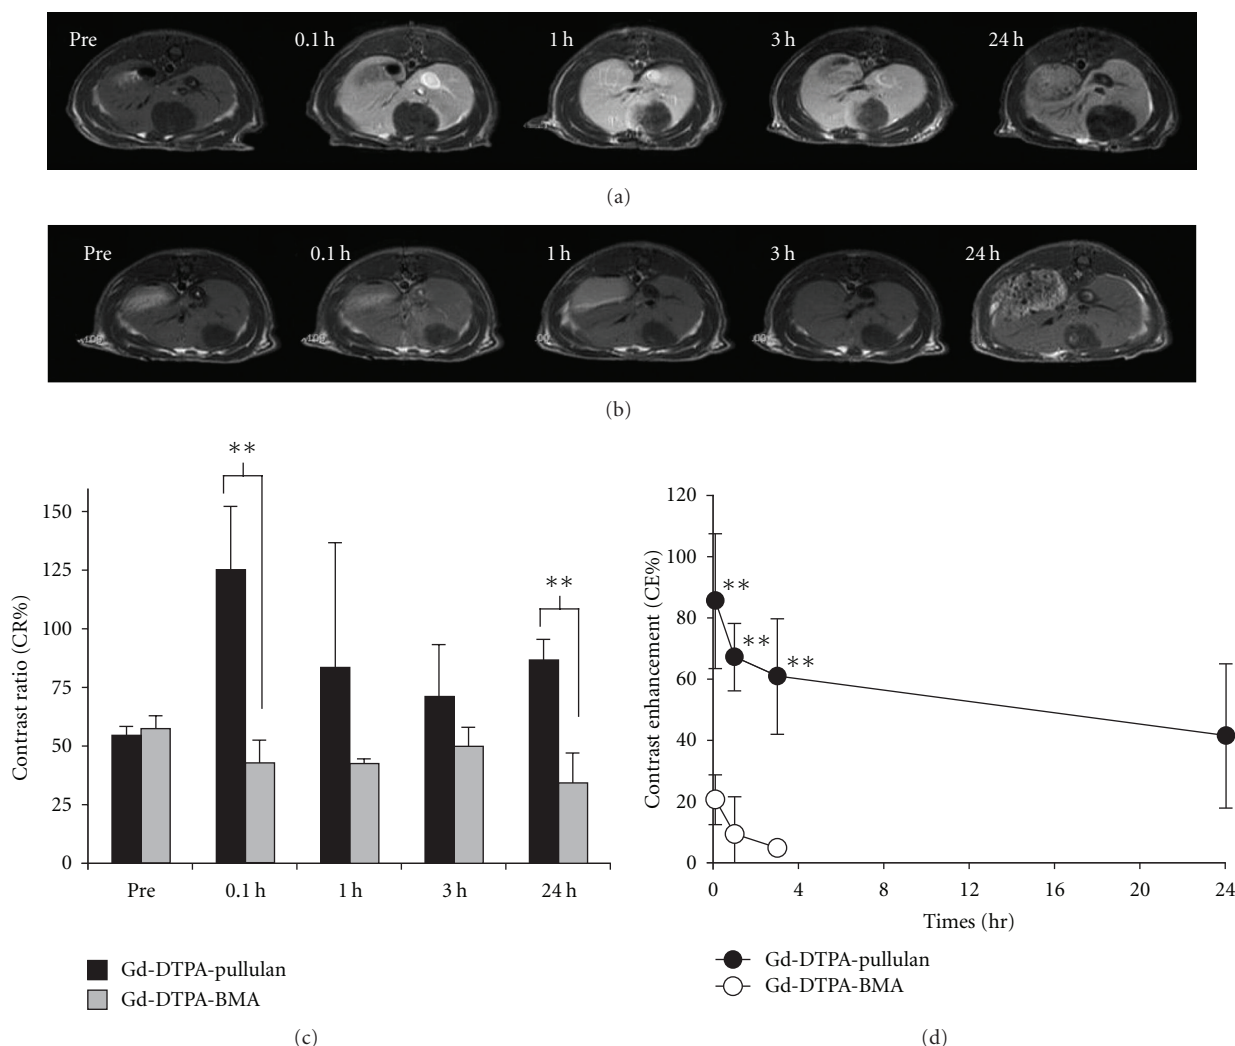 Pre 0.1 h 1 h 3 h 24 h
(a)
Pre 0.1 h 1 h 3 h 24 h
(b)
**
**
Contrast ratio (CR%)
150
125
100
75
50
25
0
Pre 0.1 h 1 h 3 h 24 h
Gd-DTPA-pullulan
Gd-DTPA-BMA
(c)
Contrast enhancement (CE%)
120
100
80
60
40
20
0
**
**
**
0 4 8 12 16 20 24
Times (hr)
Gd-DTPA-pullulan
Gd-DTPA-BMA
(d)